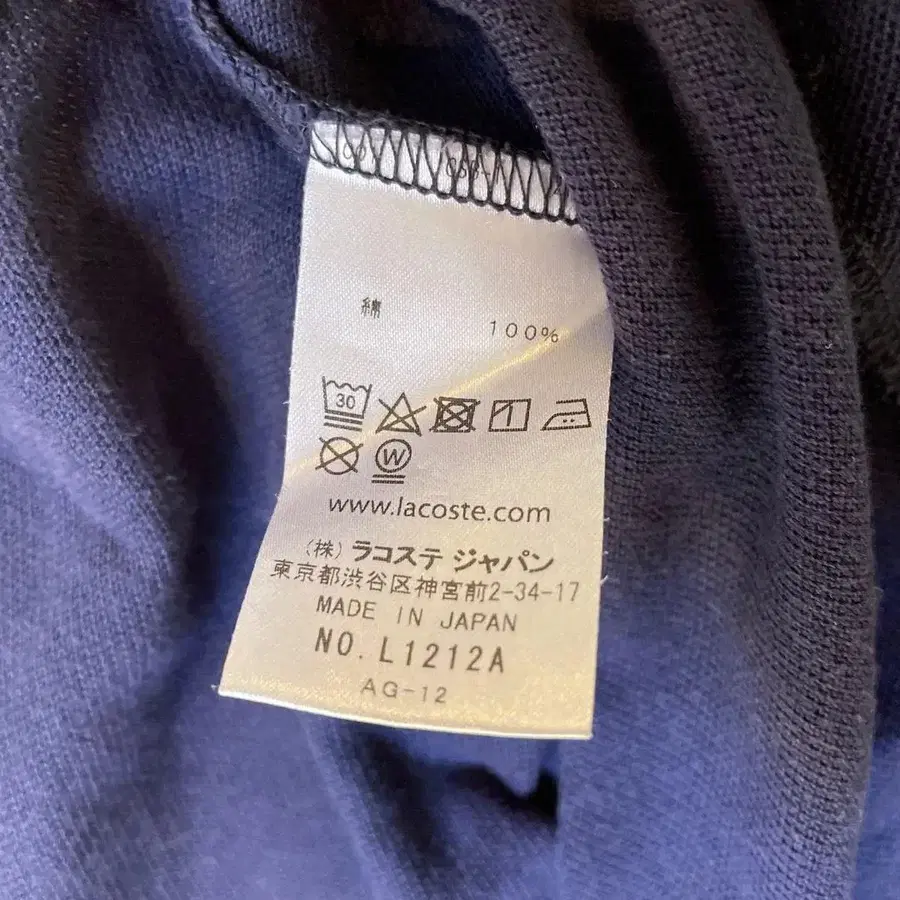 綿
100%
30
W
www.lacoste.com
(株) ラコステ ジャパン
東京都渋谷区神宮前2-34-17
MADE IN JAPAN
NO. L1212A
AG-12